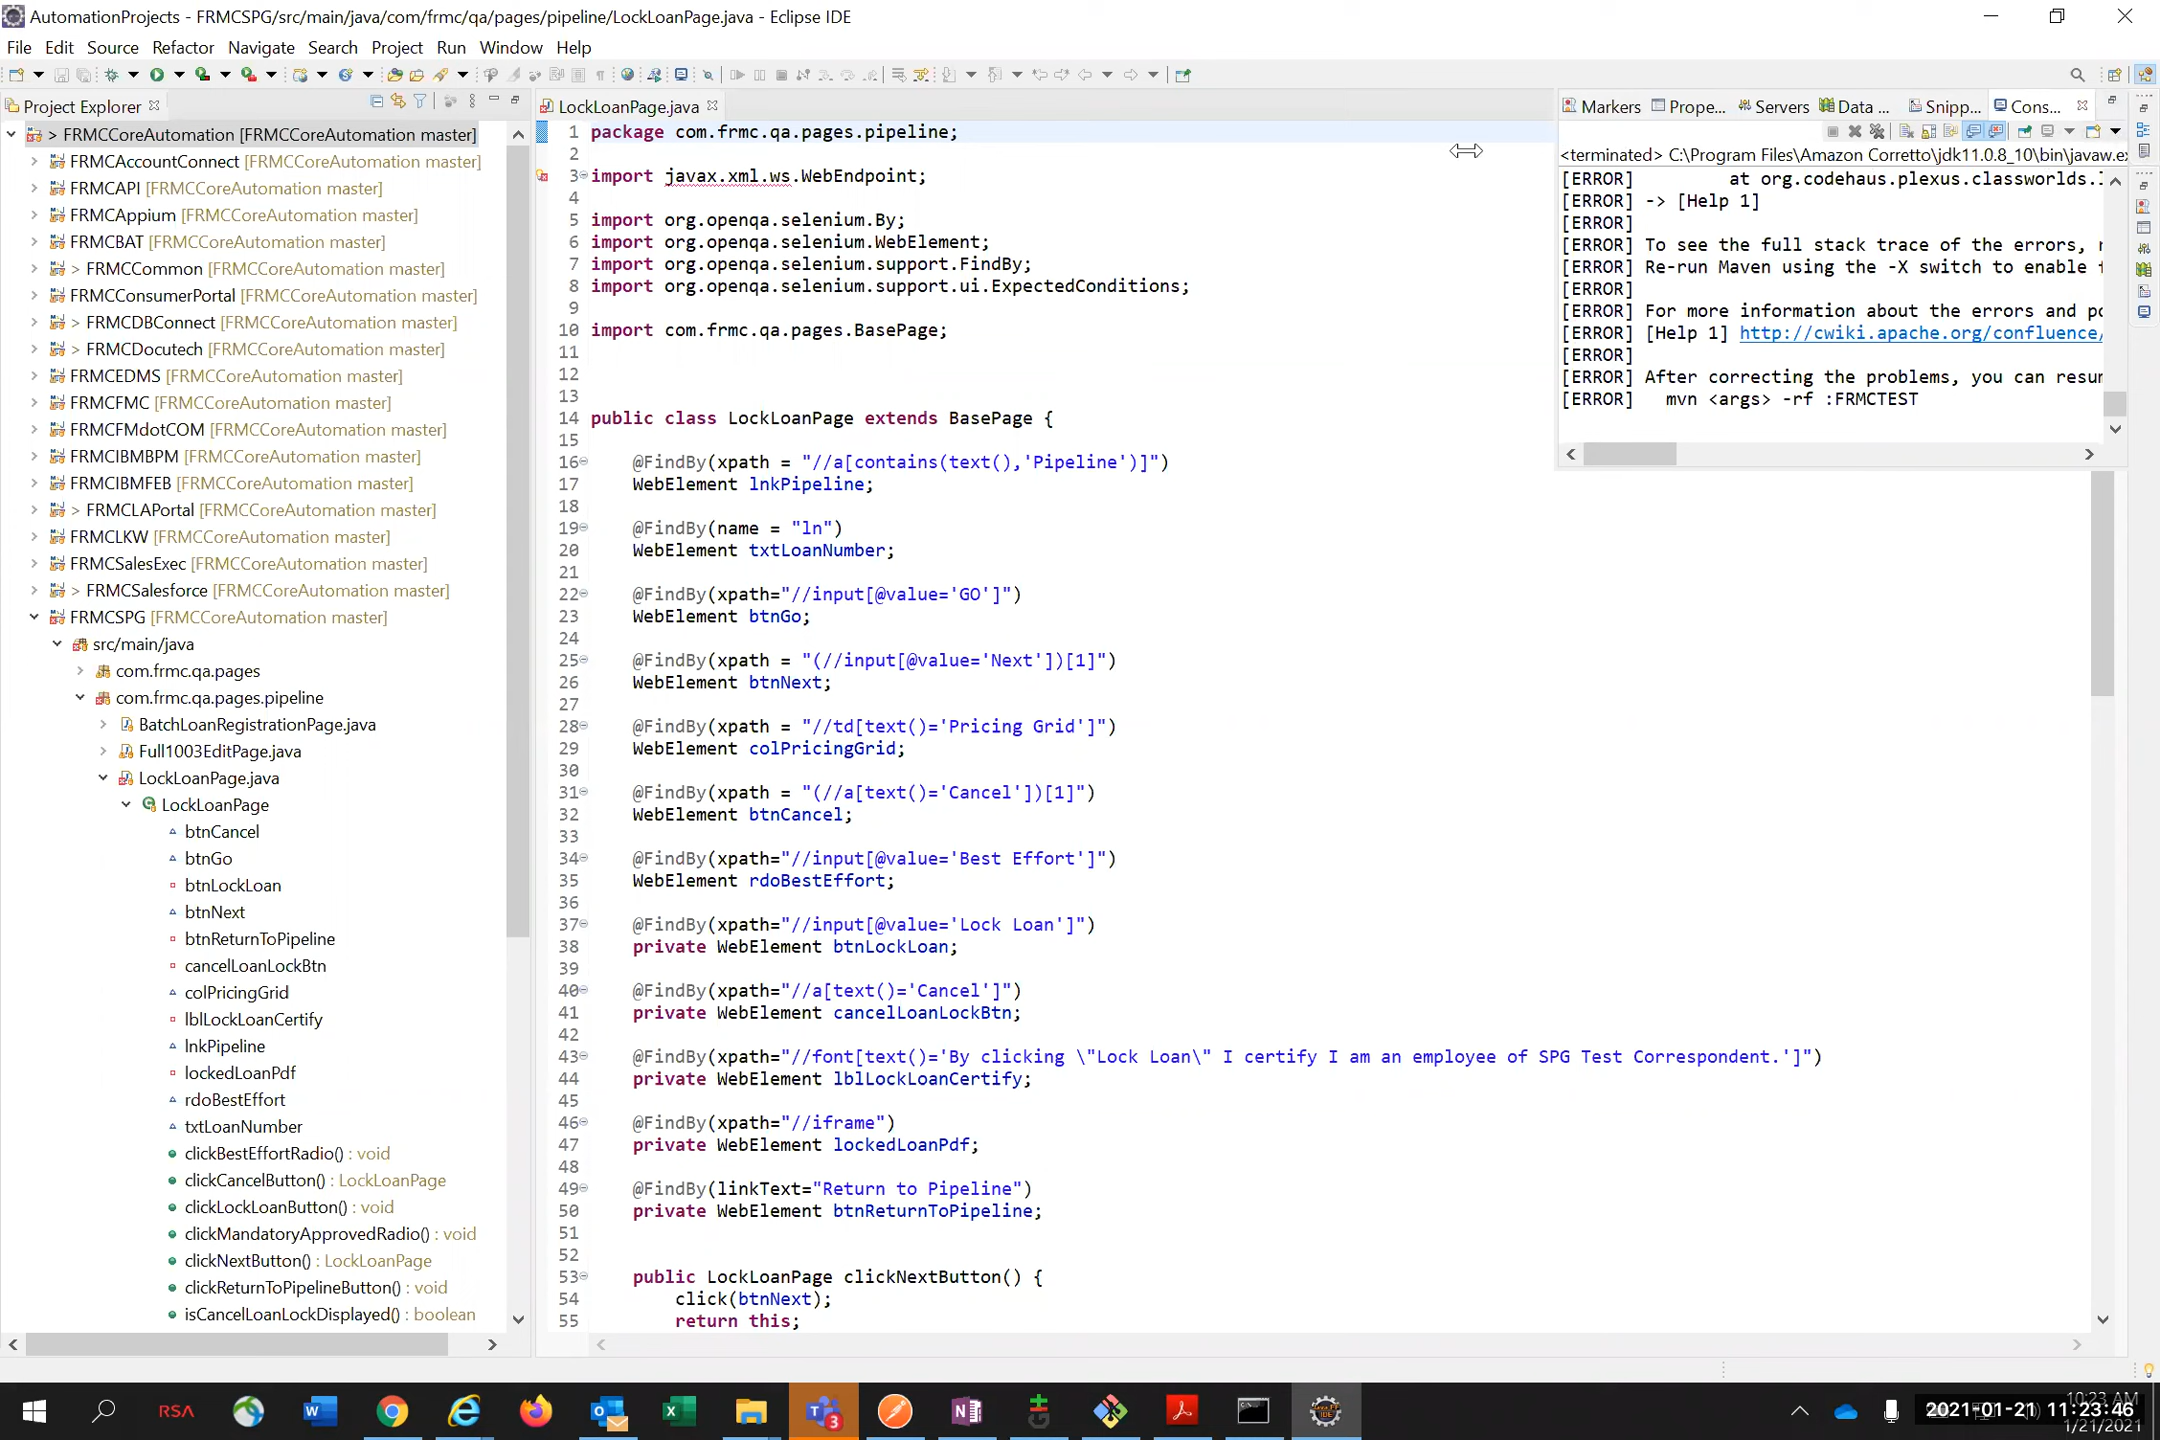 AutomationProjects - FRMCSPG/src/main/java/com/frmc/qa/pages/pipeline/LockLoanPage.java - Eclipse IDE
File Edit Source Refactor Navigate Search Project Run Window Help
Project Explorer
> FRMCCoreAutomation [FRMCCoreAutomation master]
FRMCAccountConnect [FRMCCoreAutomation master]
FRMCAPI [FRMCCoreAutomation master]
FRMCAppium [FRMCCoreAutomation master]
FRMCBAT [FRMCCoreAutomation master]
> FRMCCommon [FRMCCoreAutomation master]
FRMCConsumerPortal [FRMCCoreAutomation master]
> FRMCDBConnect [FRMCCoreAutomation master]
> FRMCDocutech [FRMCCoreAutomation master]
FRMCEDMS [FRMCCoreAutomation master]
FRMCFMC [FRMCCoreAutomation master]
FRMCFMdotCOM [FRMCCoreAutomation master]
FRMCIBMBPM [FRMCCoreAutomation master]
FRMCIBMFEB [FRMCCoreAutomation master]
> FRMCLAPortal [FRMCCoreAutomation master]
FRMCLKW [FRMCCoreAutomation master]
FRMCSalesExec [FRMCCoreAutomation master]
> FRMCSalesforce [FRMCCoreAutomation master]
FRMCSPG [FRMCCoreAutomation master]
src/main/java
com.frmc.qa.pages
com.frmc.qa.pages.pipeline
BatchLoanRegistrationPage.java
Full1003EditPage.java
LockLoanPage.java
LockLoanPage
btnCancel
btnGo
btnLockLoan
btnNext
btnReturnToPipeline
cancelLoanLockBtn
colPricingGrid
lblLockLoanCertify
lnkPipeline
lockedLoanPdf
rdoBestEffort
txtLoanNumber
clickBestEffortRadio() : void
clickCancelButton() : LockLoanPage
clickLockLoanButton() : void
clickMandatoryApprovedRadio() : void
clickNextButton() : LockLoanPage
clickReturnToPipelineButton() : void
isCancelLoanLockDisplayed() : boolean
LockLoanPage.java
1 package com.frmc.qa.pages.pipeline;
2
3 import javax.xml.ws.WebEndpoint;
4
5 import org.openqa.selenium.By;
6 import org.openqa.selenium.WebElement;
7 import org.openqa.selenium.support.FindBy;
8 import org.openqa.selenium.support.ui.ExpectedConditions;
9
10 import com.frmc.qa.pages.BasePage;
11
12
13
14 public class LockLoanPage extends BasePage {
15
16 @FindBy(xpath = "//a[contains(text(),'Pipeline')]")
17 WebElement lnkPipeline;
18
19 @FindBy(name = "ln")
20 WebElement txtLoanNumber;
21
22 @FindBy(xpath="//input[@value='GO']")
23 WebElement btnGo;
24
25 @FindBy(xpath = "(//input[@value='Next'])[1]")
26 WebElement btnNext;
27
28 @FindBy(xpath = "//td[text()='Pricing Grid']")
29 WebElement colPricingGrid;
30
31 @FindBy(xpath = "(//a[text()='Cancel'])[1]")
32 WebElement btnCancel;
33
34 @FindBy(xpath="//input[@value='Best Effort']")
35 WebElement rdoBestEffort;
36
37 @FindBy(xpath="//input[@value='Lock Loan']")
38 private WebElement btnLockLoan;
39
40 @FindBy(xpath="//a[text()='Cancel']")
41 private WebElement cancelLoanLockBtn;
42
43 @FindBy(xpath="//font[text()='By clicking \"Lock Loan\" I certify I am an employee of SPG Test Correspondent.']")
44 private WebElement lblLockLoanCertify;
45
46 @FindBy(xpath="//iframe")
47 private WebElement lockedLoanPdf;
48
49 @FindBy(linkText="Return to Pipeline")
50 private WebElement btnReturnToPipeline;
51
52
53 public LockLoanPage clickNextButton() {
54 click(btnNext);
55 return this;
Markers Prope... Servers Data ... Snipp... Cons...
<terminated> C:\Program Files\Amazon Corretto\jdk11.0.8_10\bin\javaw.ex
[ERROR] at org.codehaus.plexus.classworlds.
[ERROR] -> [Help 1]
[ERROR]
[ERROR] To see the full stack trace of the errors, r
[ERROR] Re-run Maven using the -X switch to enable f
[ERROR]
[ERROR] For more information about the errors and po
[ERROR] [Help 1] http://cwiki.apache.org/confluence/
[ERROR]
[ERROR] After correcting the problems, you can resum
[ERROR] mvn <args> -rf :FRMCTEST
RSA
3
10:23 AM
2021-01-21 11:23:46
1/21/2021